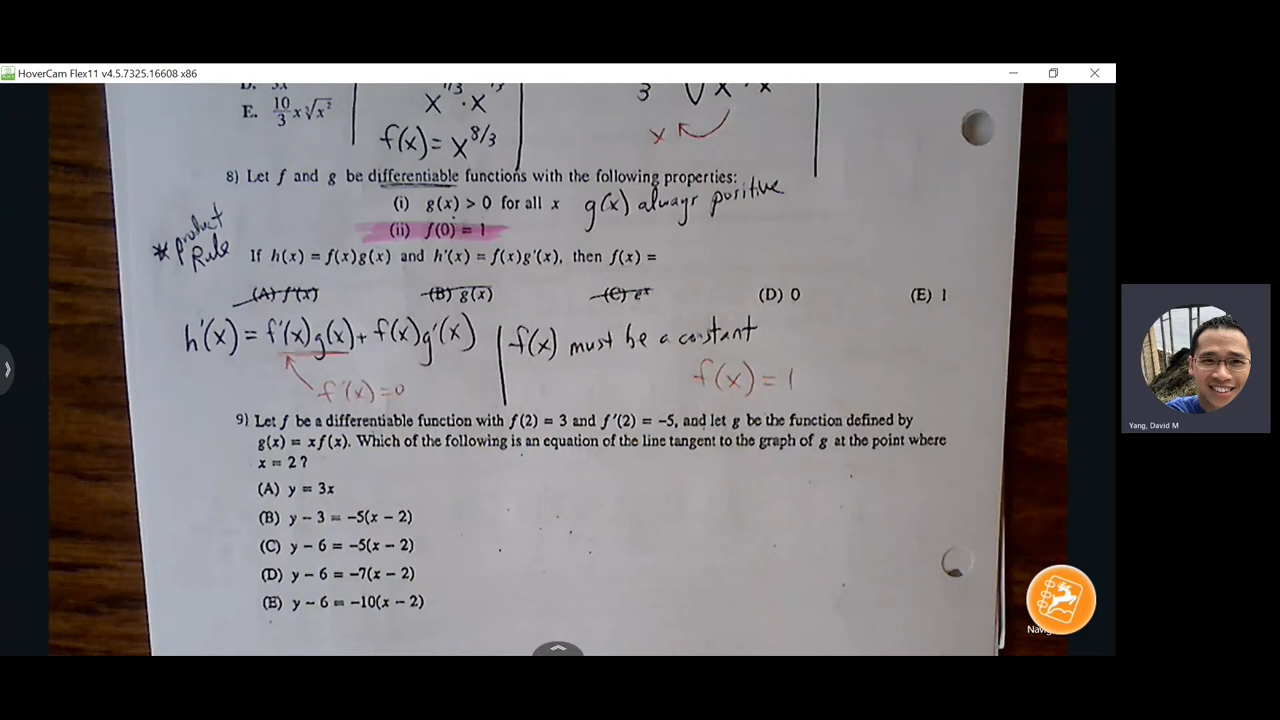 HoverCam Flex11 v4.5.7325.16608 x86
E. 10/3 x∛x²
x^1/3 · x
f(x) = x^8/3
3 √x · x
x
8) Let f and g be differentiable functions with the following properties:
(i) g(x) > 0 for all x g(x) always positive
(ii) f(0) = 1
* Product Rule
If h(x) = f(x)g(x) and h'(x) = f(x)g'(x), then f(x) =
(A) f'(x) (B) g(x) (C) eˣ (D) 0 (E) 1
h'(x) = f'(x)g(x) + f(x)g'(x) f(x) must be a constant
f'(x) = 0 f(x) = 1
9) Let f be a differentiable function with f(2) = 3 and f'(2) = -5, and let g be the function defined by
g(x) = xf(x). Which of the following is an equation of the line tangent to the graph of g at the point where
x = 2?
(A) y = 3x
(B) y - 3 = -5(x - 2)
(C) y - 6 = -5(x - 2)
(D) y - 6 = -7(x - 2)
(E) y - 6 = -10(x - 2)
Yang, David M